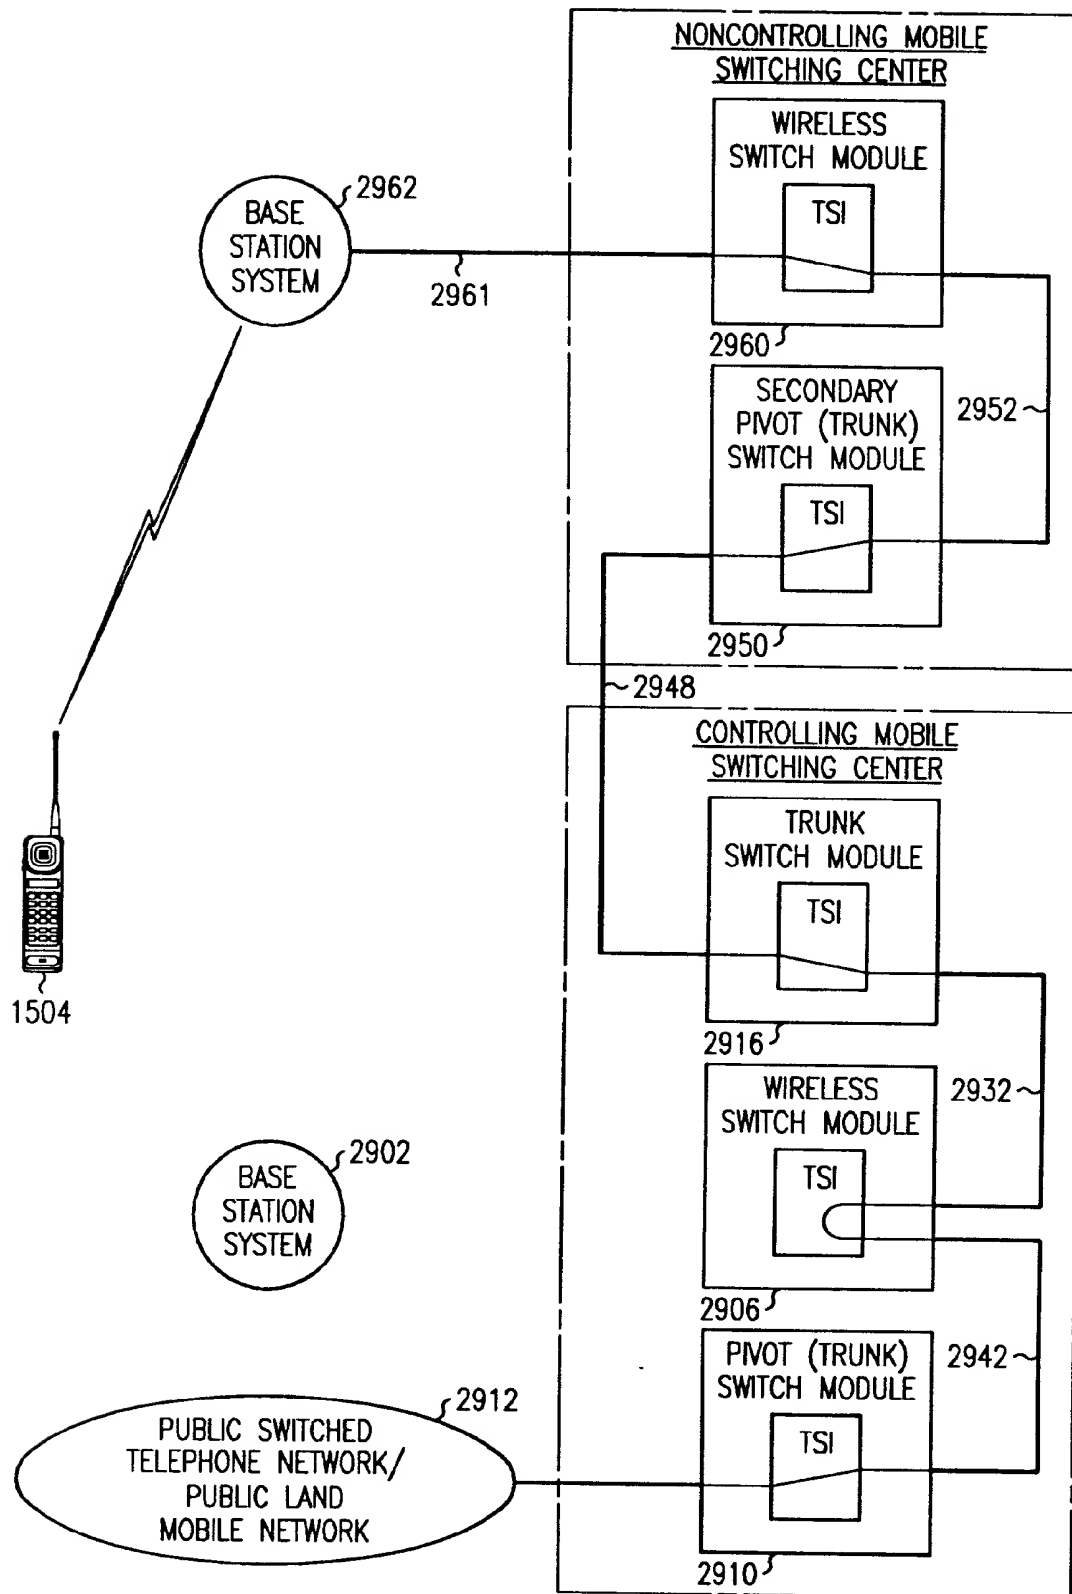 NONCONTROLLING MOBILE
SWITCHING CENTER
WIRELESS
SWITCH MODULE
TSI
2960
2962
BASE
STATION
SYSTEM
2961
2952
SECONDARY
PIVOT (TRUNK)
SWITCH MODULE
TSI
2950
2948
CONTROLLING MOBILE
SWITCHING CENTER
TRUNK
SWITCH MODULE
TSI
2916
1504
2932
WIRELESS
SWITCH MODULE
TSI
2906
2902
BASE
STATION
SYSTEM
2942
PIVOT (TRUNK)
SWITCH MODULE
TSI
2910
2912
PUBLIC SWITCHED
TELEPHONE NETWORK/
PUBLIC LAND
MOBILE NETWORK